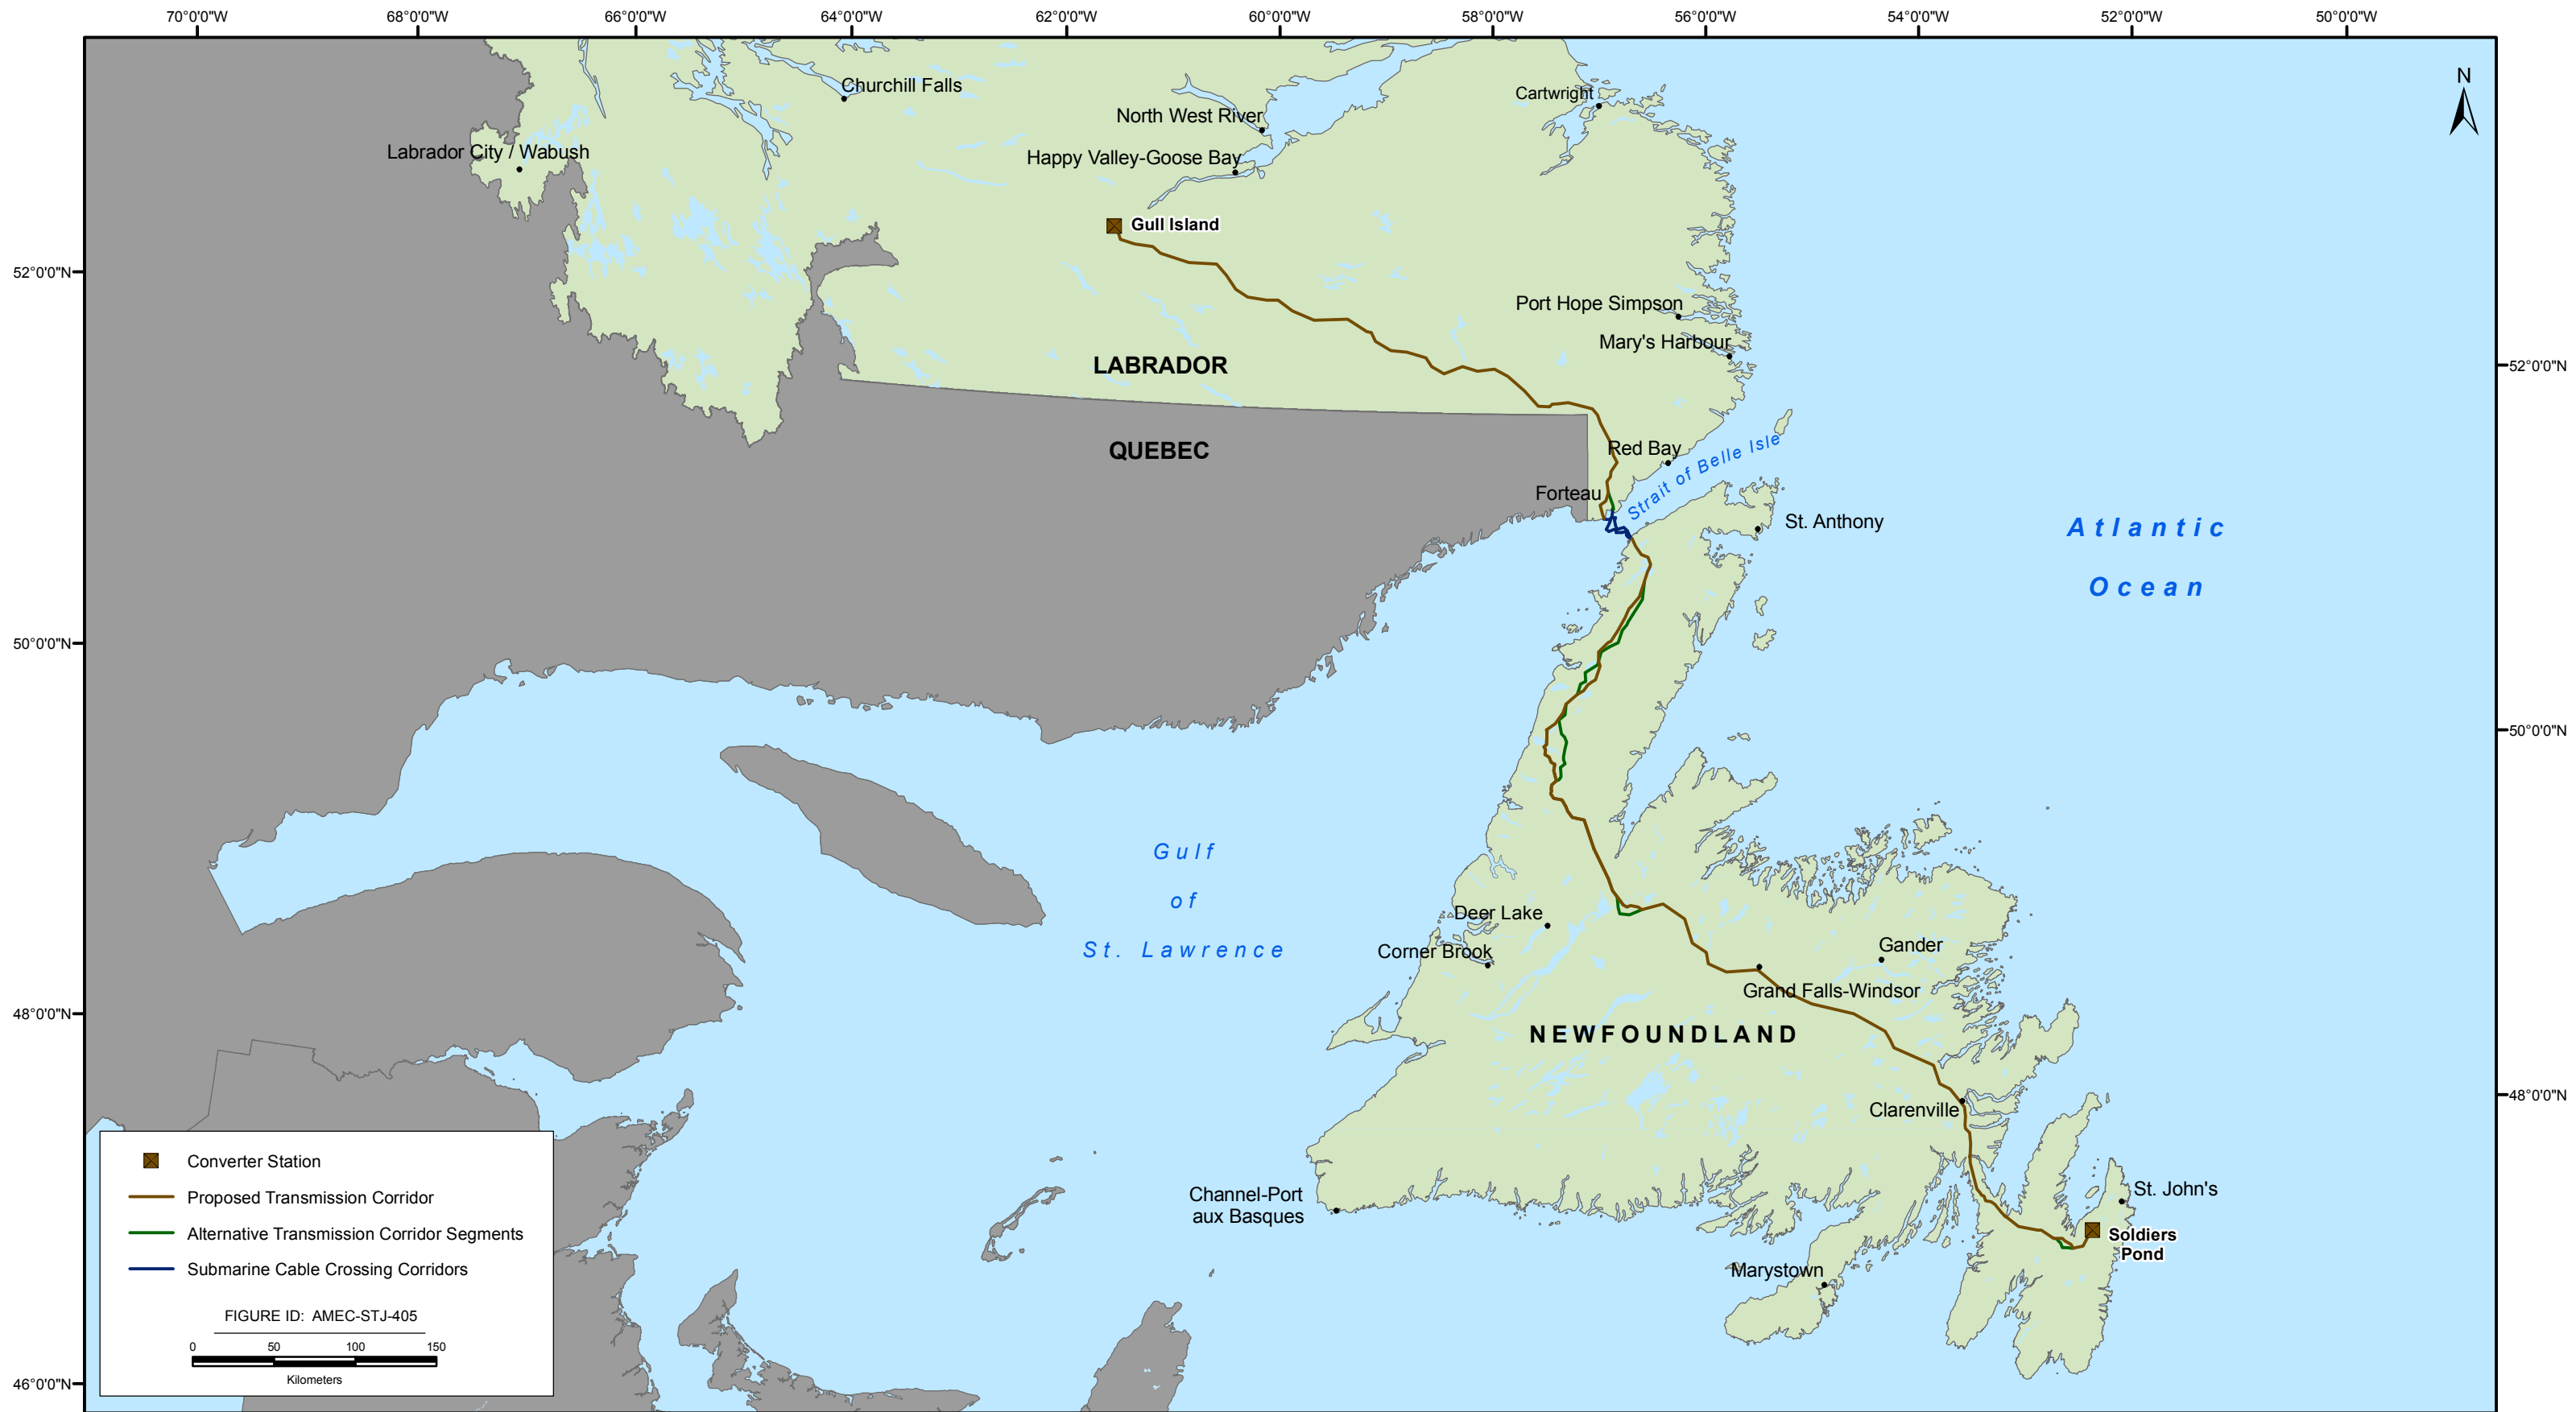 70°0'0"W 68°0'0"W 66°0'0"W 64°0'0"W 62°0'0"W 60°0'0"W 58°0'0"W 56°0'0"W 54°0'0"W 52°0'0"W 50°0'0"W
N
Churchill Falls
Cartwright
North West River
Labrador City / Wabush
Happy Valley-Goose Bay
Gull Island
52°0'0"N
Port Hope Simpson
Mary's Harbour
LABRADOR
52°0'0"N
QUEBEC
Red Bay
Strait of Belle Isle
Forteau
St. Anthony
Atlantic
Ocean
50°0'0"N
50°0'0"N
Gulf
of
St. Lawrence
Deer Lake
Corner Brook
Gander
Grand Falls-Windsor
48°0'0"N
NEWFOUNDLAND
48°0'0"N
Clarenville
Channel-Port
aux Basques
St. John's
Soldiers
Pond
Marystown
Converter Station
Proposed Transmission Corridor
Alternative Transmission Corridor Segments
Submarine Cable Crossing Corridors
FIGURE ID: AMEC-STJ-405
0 50 100 150
Kilometers
46°0'0"N